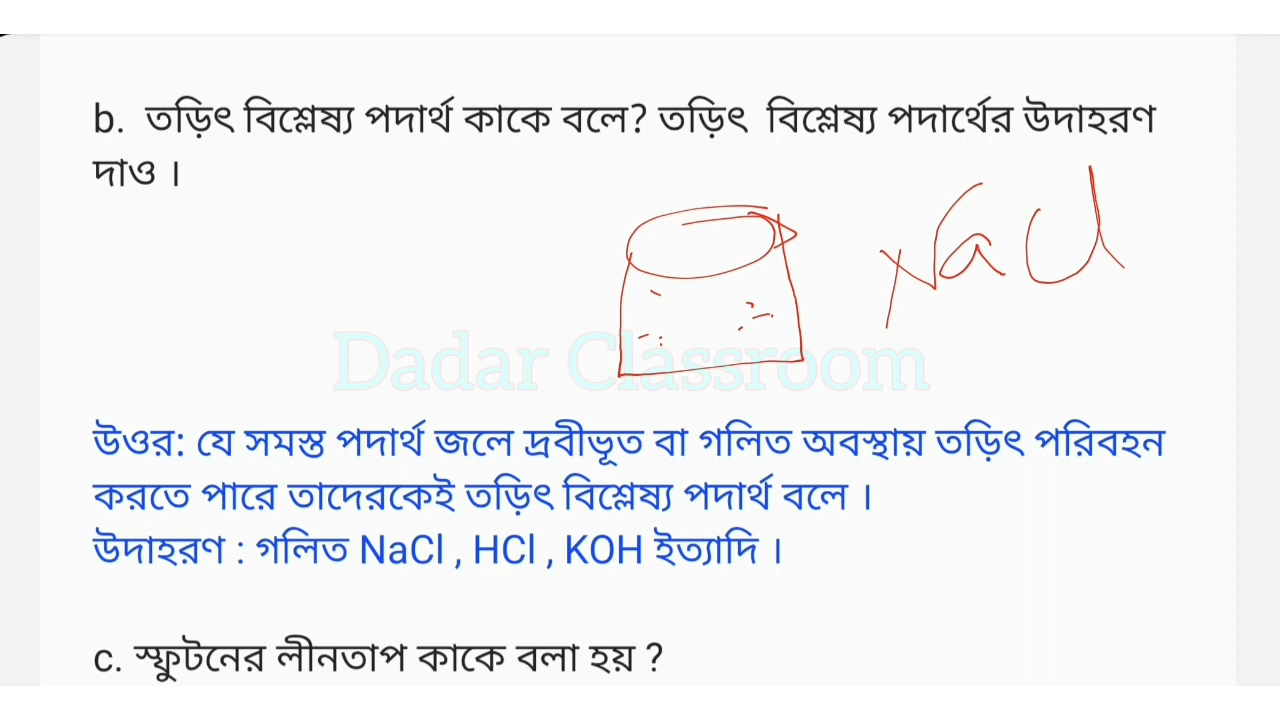 b. তড়িৎ বিশ্লেষ্য পদার্থ কাকে বলে? তড়িৎ বিশ্লেষ্য পদার্থের উদাহরণ
দাও ।
NaCl
Dadar Classroom
উওর: যে সমস্ত পদার্থ জলে দ্রবীভূত বা গলিত অবস্থায় তড়িৎ পরিবহন
করতে পারে তাদেরকেই তড়িৎ বিশ্লেষ্য পদার্থ বলে ।
উদাহরণ : গলিত NaCl , HCl , KOH ইত্যাদি ।
c. স্ফুটনের লীনতাপ কাকে বলা হয় ?